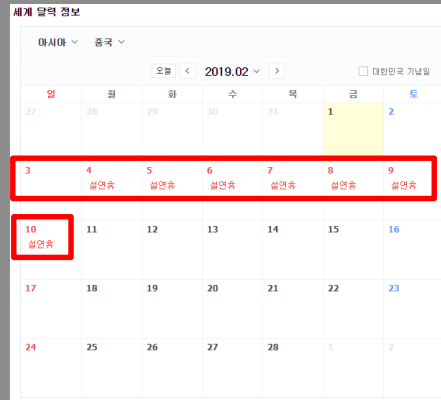 세계 달력 정보
아시아 중국
오늘 < 2019.02 > 대한민국 기념일
일 월 화 수 목 금 토
27 28 29 30 31 1 2
3 4 5 6 7 8 9
설연휴 설연휴 설연휴 설연휴 설연휴 설연휴
10 11 12 13 14 15 16
설연휴
17 18 19 20 21 22 23
24 25 26 27 28 1 2